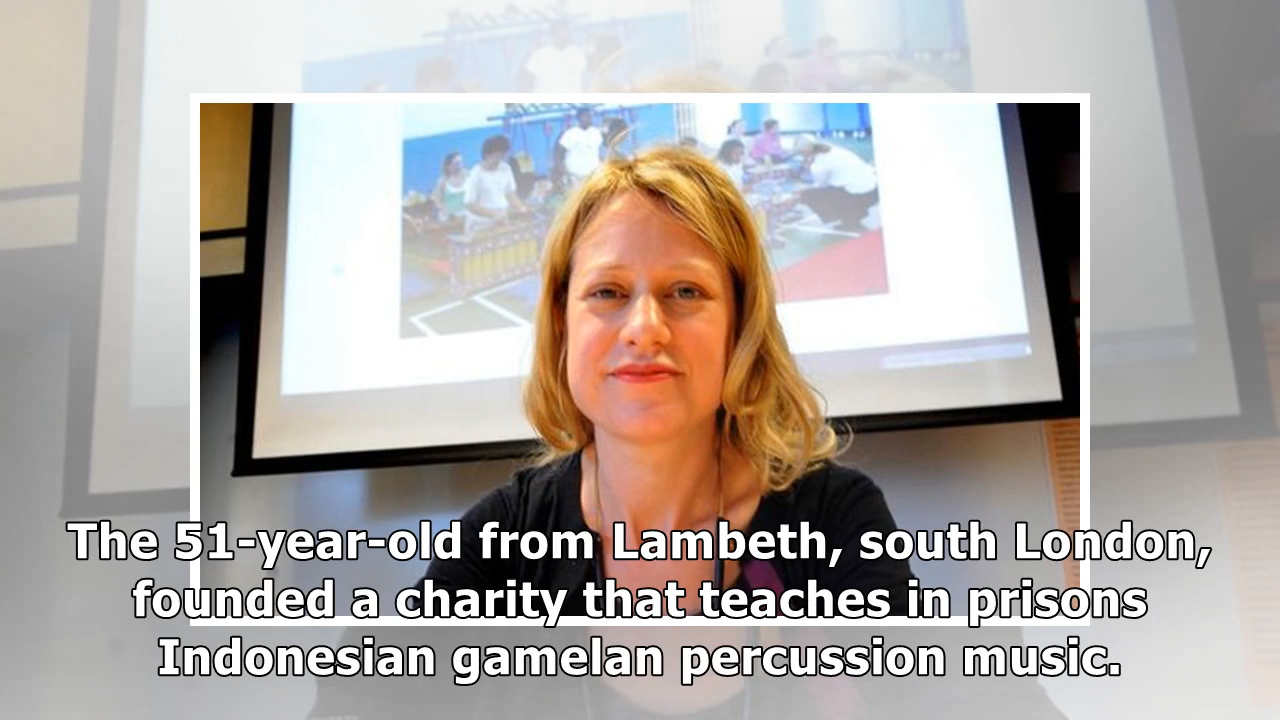 The 51-year-old from Lambeth, south London,
founded a charity that teaches in prisons
Indonesian gamelan percussion music.